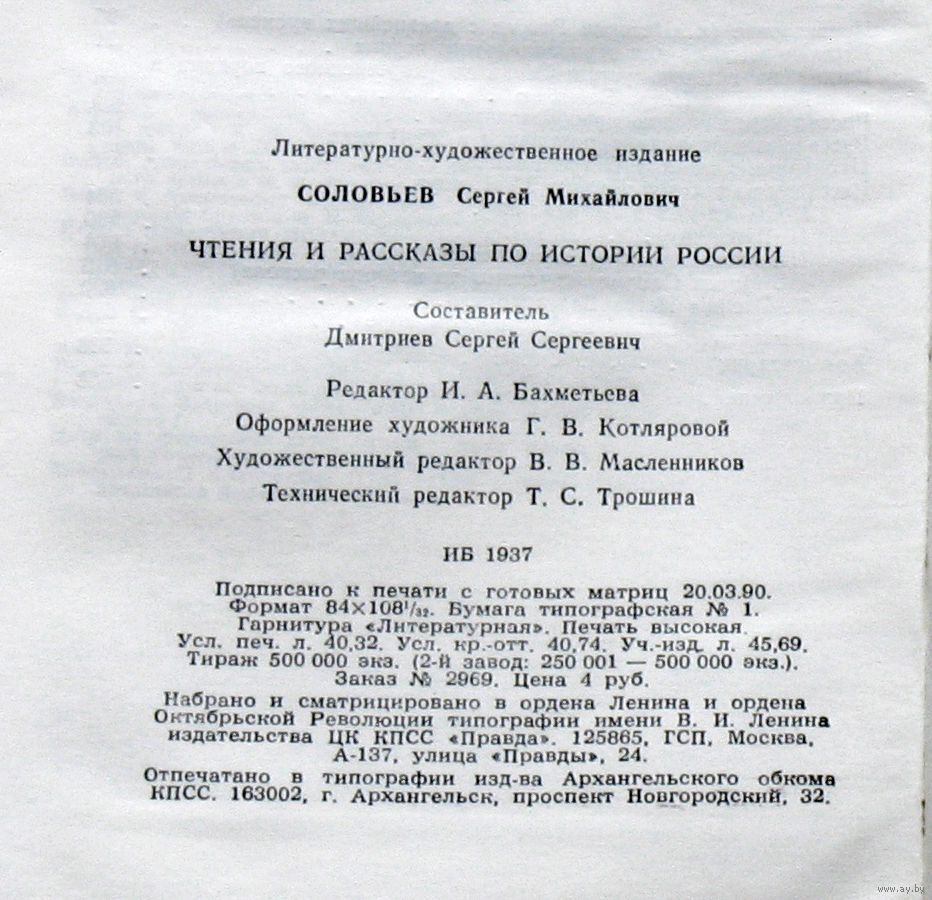 Литературно-художественное издание
СОЛОВЬЕВ Сергей Михайлович
ЧТЕНИЯ И РАССКАЗЫ ПО ИСТОРИИ РОССИИ
Составитель
Дмитриев Сергей Сергеевич
Редактор И. А. Бахметьева
Оформление художника Г. В. Котляровой
Художественный редактор В. В. Масленников
Технический редактор Т. С. Трошина
ИБ 1937
Подписано к печати с готовых матриц 20.03.90.
Формат 84×108¹/₃₂. Бумага типографская № 1.
Гарнитура «Литературная». Печать высокая.
Усл. печ. л. 40,32. Усл. кр.-отт. 40,74. Уч.-изд. л. 45,69.
Тираж 500 000 экз. (2-й завод: 250 001 — 500 000 экз.).
Заказ № 2969. Цена 4 руб.
Набрано и сматрицировано в ордена Ленина и ордена
Октябрьской Революции типографии имени В. И. Ленина
издательства ЦК КПСС «Правда». 125865, ГСП, Москва,
А-137, улица «Правды», 24.
Отпечатано в типографии изд-ва Архангельского обкома
КПСС. 163002, г. Архангельск, проспект Новгородский, 32.
www.ay.by